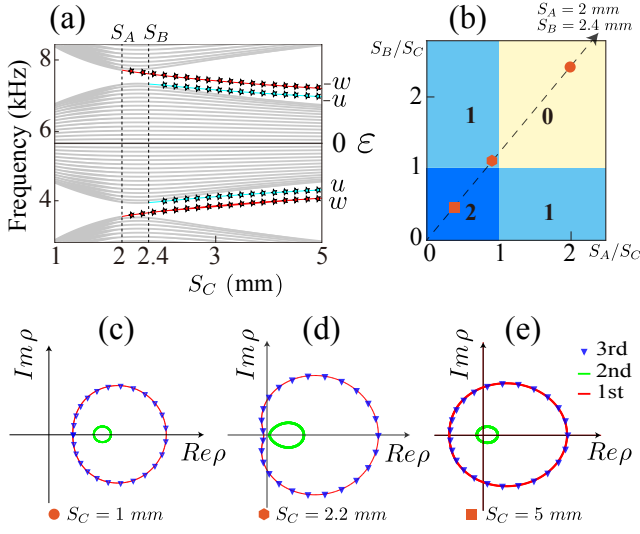 (a)
S_A S_B
Frequency (kHz)
8
6
4
w
u
0 ε
u
w
1 2 2.4 3 5
S_C (mm)
(b)
S_A = 2 mm
S_B = 2.4 mm
S_B/S_C
2
1
0
1 0
2 1
0 1 2 S_A/S_C
(c)
Im ρ
Re ρ
S_C = 1 mm
(d)
Im ρ
Re ρ
S_C = 2.2 mm
(e)
Im ρ
Re ρ
S_C = 5 mm
3rd
2nd
1st